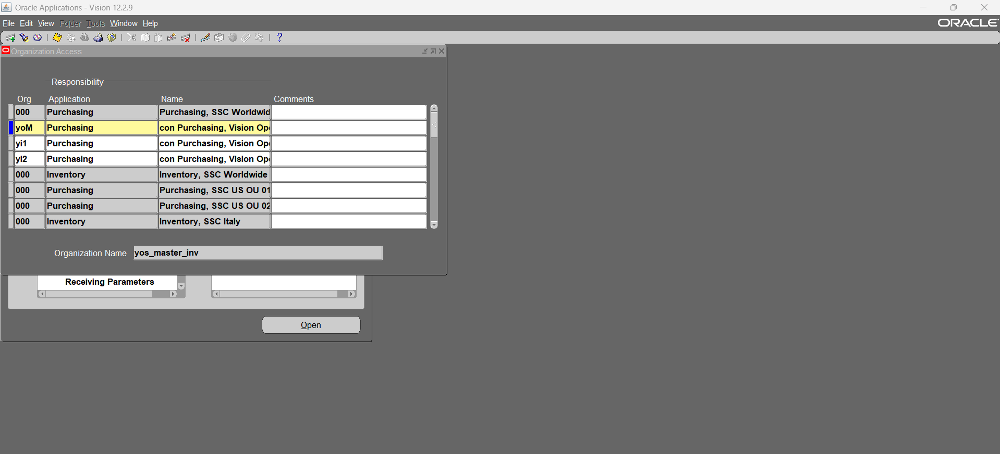 Oracle Applications - Vision 12.2.9
File Edit View Folder Tools Window Help
ORACLE
Organization Access
Responsibility
Org Application Name Comments
000 Purchasing Purchasing, SSC Worldwid
yoM Purchasing con Purchasing, Vision Ope
yi1 Purchasing con Purchasing, Vision Ope
yi2 Purchasing con Purchasing, Vision Ope
000 Inventory Inventory, SSC Worldwide
000 Purchasing Purchasing, SSC US OU 01
000 Purchasing Purchasing, SSC US OU 02
000 Inventory Inventory, SSC Italy
Organization Name yos_master_inv
Receiving Parameters
Open